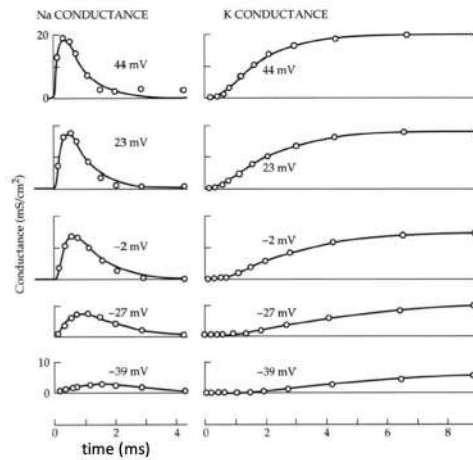 Na CONDUCTANCE K CONDUCTANCE
20
44 mV 44 mV
0
23 mV 23 mV
Conductance (mS/cm²)
-2 mV -2 mV
-27 mV -27 mV
10
-39 mV -39 mV
0
0 2 4 0 2 4 6 8
time (ms)